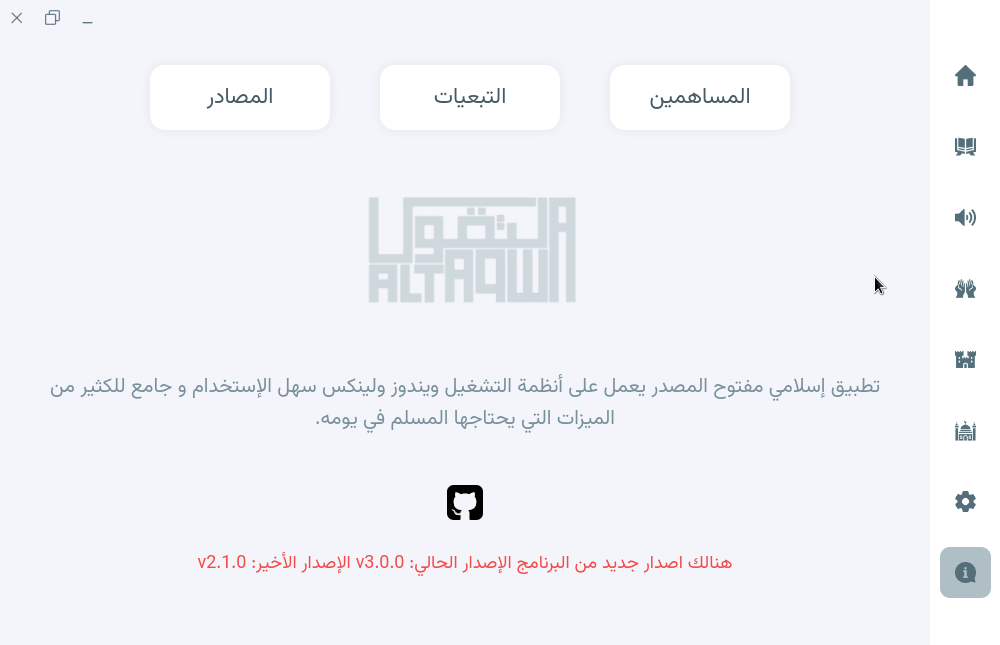 المساهمين
التبعيات
المصادر
التقوى
ALTAQWA
تطبيق إسلامي مفتوح المصدر يعمل على أنظمة التشغيل ويندوز ولينكس سهل الإستخدام و جامع للكثير من
الميزات التي يحتاجها المسلم في يومه.
هنالك اصدار جديد من البرنامج الإصدار الحالي: v3.0.0 الإصدار الأخير: v2.1.0